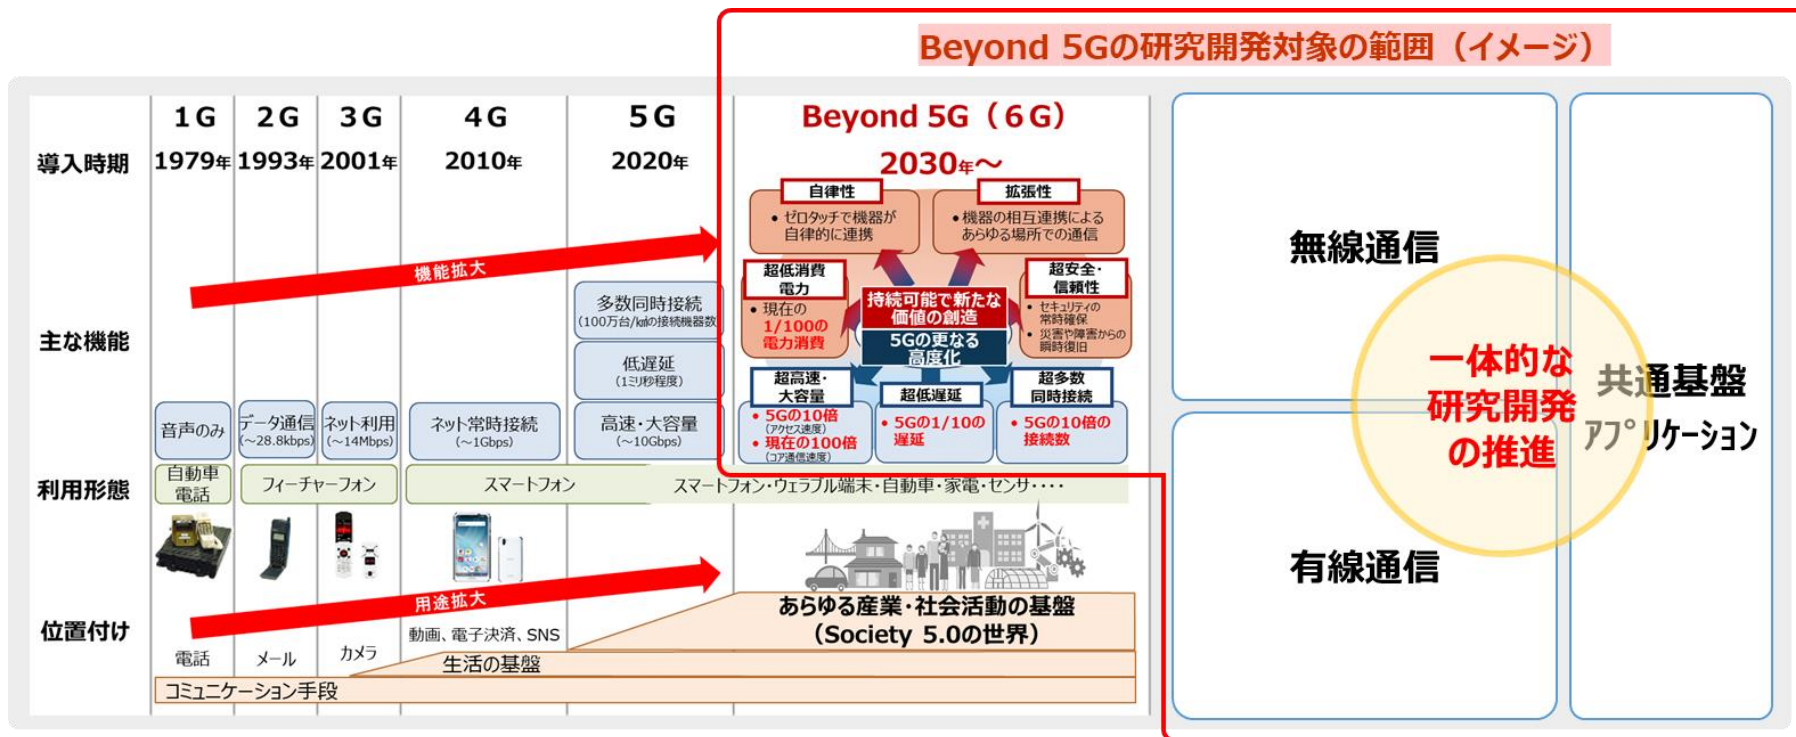 Beyond 5Gの研究開発対象の範囲（イメージ）
1G
2G
3G
4G
5G
Beyond 5G（6G）
導入時期
1979年
1993年
2001年
2010年
2020年
2030年～
自律性
• ゼロタッチで機器が
自律的に連携
拡張性
• 機器の相互連携による
あらゆる場所での通信
機能拡大
超低消費
電力
• 現在の
1/100の
電力消費
超安全・
信頼性
• セキュリティの
常時確保
• 災害や障害からの
瞬時復旧
持続可能で新たな
価値の創造
5Gの更なる
高度化
主な機能
多数同時接続
（100万台/k㎡の接続機器数）
低遅延
（1ミリ秒程度）
音声のみ
データ通信
（～28.8kbps）
ネット利用
（～14Mbps）
ネット常時接続
（～1Gbps）
高速・大容量
（～10Gbps）
超高速・
大容量
• 5Gの10倍
（アクセス速度）
• 現在の100倍
（コア通信速度）
超低遅延
• 5Gの1/10の
遅延
超多数
同時接続
• 5Gの10倍の
接続数
利用形態
自動車
電話
フィーチャーフォン
スマートフォン
スマートフォン・ウェラブル端末・自動車・家電・センサ・・・・
用途拡大
位置付け
電話
メール
カメラ
動画、電子決済、SNS
あらゆる産業・社会活動の基盤
（Society 5.0の世界）
生活の基盤
コミュニケーション手段
無線通信
有線通信
一体的な
研究開発
の推進
共通基盤
アプリケーション